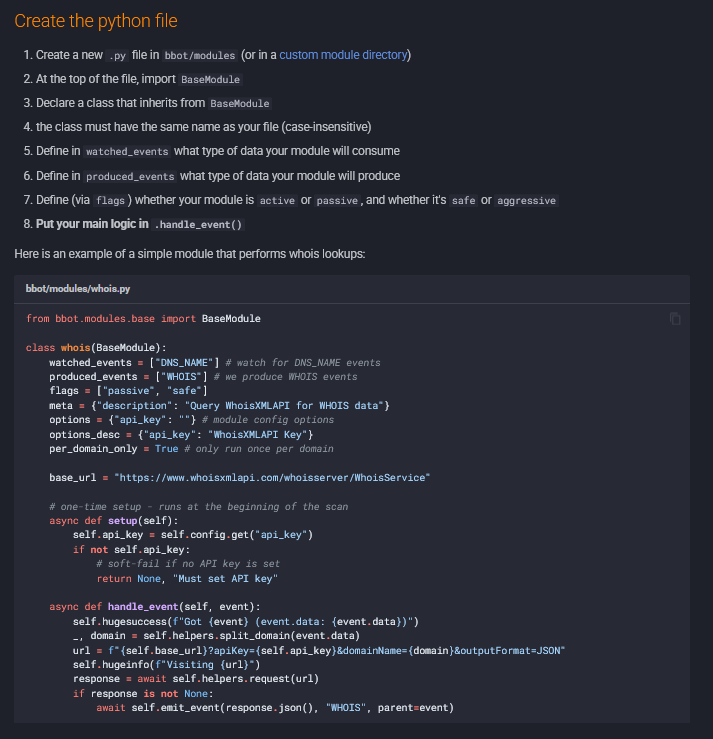 Create the python file
1. Create a new .py file in bbot/modules (or in a custom module directory)
2. At the top of the file, import BaseModule
3. Declare a class that inherits from BaseModule
4. the class must have the same name as your file (case-insensitive)
5. Define in watched_events what type of data your module will consume
6. Define in produced_events what type of data your module will produce
7. Define (via flags) whether your module is active or passive, and whether it's safe or aggressive
8. Put your main logic in .handle_event()
Here is an example of a simple module that performs whois lookups:
bbot/modules/whois.py
from bbot.modules.base import BaseModule

class whois(BaseModule):
    watched_events = ["DNS_NAME"] # watch for DNS_NAME events
    produced_events = ["WHOIS"] # we produce WHOIS events
    flags = ["passive", "safe"]
    meta = {"description": "Query WhoisXMLAPI for WHOIS data"}
    options = {"api_key": ""} # module config options
    options_desc = {"api_key": "WhoisXMLAPI Key"}
    per_domain_only = True # only run once per domain

    base_url = "https://www.whoisxmlapi.com/whoisserver/WhoisService"

    # one-time setup - runs at the beginning of the scan
    async def setup(self):
        self.api_key = self.config.get("api_key")
        if not self.api_key:
            # soft-fail if no API key is set
            return None, "Must set API key"

    async def handle_event(self, event):
        self.hugesuccess(f"Got {event} (event.data: {event.data})")
        _, domain = self.helpers.split_domain(event.data)
        url = f"{self.base_url}?apiKey={self.api_key}&domainName={domain}&outputFormat=JSON"
        self.hugeinfo(f"Visiting {url}")
        response = await self.helpers.request(url)
        if response is not None:
            await self.emit_event(response.json(), "WHOIS", parent=event)